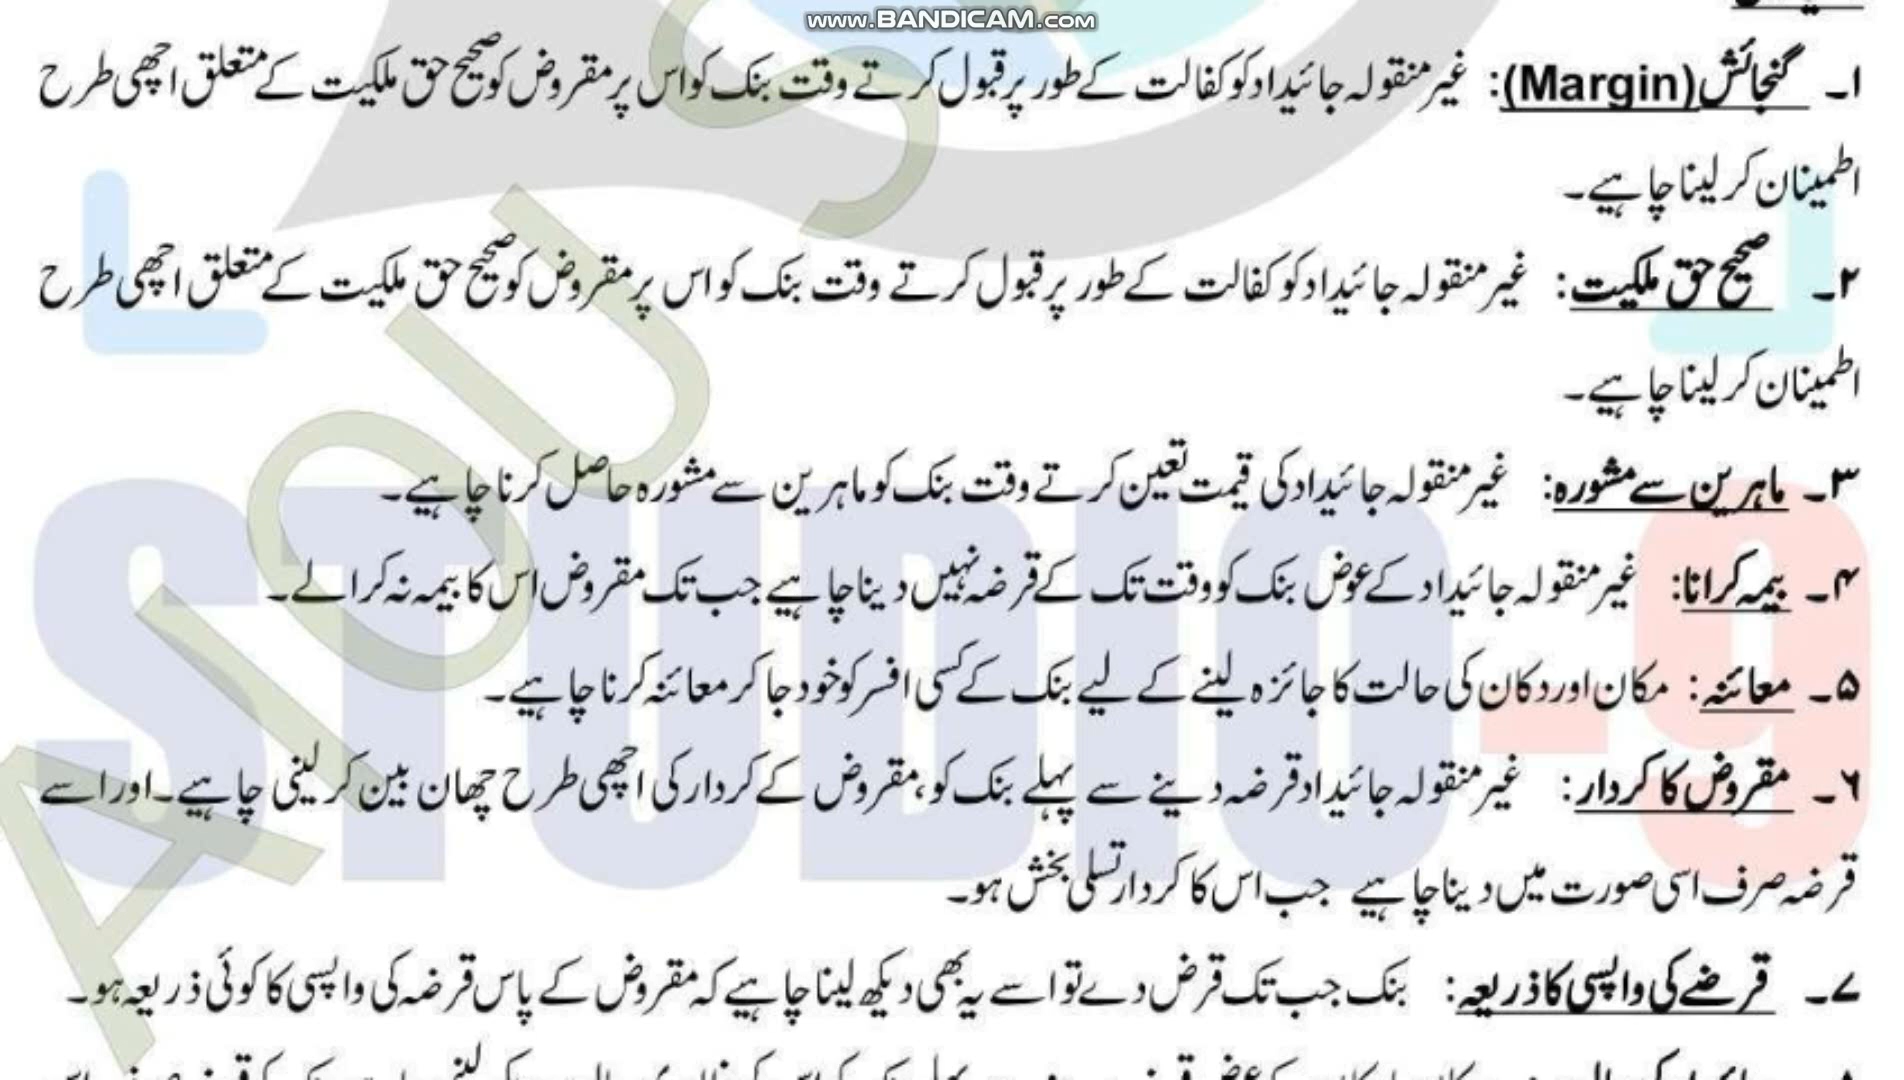 www.BANDICAM.com
۱۔ گنجائش(Margin): غیر منقولہ جائیداد کو کفالت کے طور پر قبول کرتے وقت بنک کو اس پر مقروض کو صحیح حق ملکیت کے متعلق اچھی طرح
اطمینان کر لینا چاہیے۔
۲۔ صحیح حق ملکیت: غیر منقولہ جائیداد کو کفالت کے طور پر قبول کرتے وقت بنک کو اس پر مقروض کو صحیح حق ملکیت کے متعلق اچھی طرح
اطمینان کر لینا چاہیے۔
۳۔ ماہرین سے مشورہ: غیر منقولہ جائیداد کی قیمت تعین کرتے وقت بنک کو ماہرین سے مشورہ حاصل کرنا چاہیے۔
۴۔ بیمہ کرانا: غیر منقولہ جائیداد کے عوض بنک کو وقت تک کے قرضہ نہیں دینا چاہیے جب تک مقروض اس کا بیمہ نہ کرالے۔
۵۔ معائنہ: مکان اور دکان کی حالت کا جائزہ لینے کے لیے بنک کے کسی افسر کو خود جا کر معائنہ کرنا چاہیے۔
۶۔ مقروض کا کردار: غیر منقولہ جائیداد قرضہ دینے سے پہلے بنک کو، مقروض کے کردار کی اچھی طرح چھان بین کر لینی چاہیے۔ اور اسے
قرضہ صرف اسی صورت میں دینا چاہیے جب اس کا کردار تسلی بخش ہو۔
۷۔ قرضے کی واپسی کا ذریعہ: بنک جب تک قرض دے تو اسے یہ بھی دیکھ لینا چاہیے کہ مقروض کے پاس قرضہ کی واپسی کا کوئی ذریعہ ہو۔
AIOU S
STUDIO-9